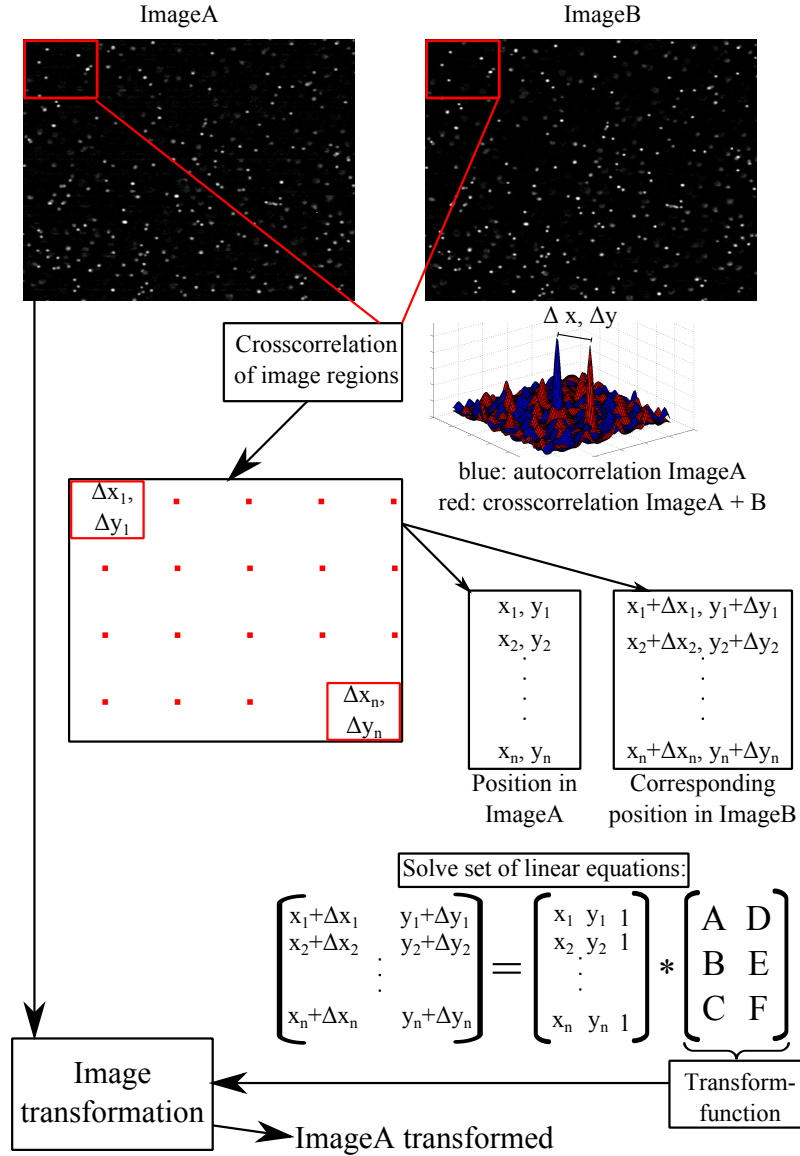 ImageA
ImageB
Crosscorrelation
of image regions
Δ x, Δy
blue: autocorrelation ImageA
red: crosscorrelation ImageA + B
Δx₁,
Δy₁
Δxₙ,
Δyₙ
x₁, y₁
x₂, y₂
.
.
.
.
xₙ, yₙ
Position in
ImageA
x₁+Δx₁, y₁+Δy₁
x₂+Δx₂, y₂+Δy₂
.
.
.
.
xₙ+Δxₙ, yₙ+Δyₙ
Corresponding
position in ImageB
Solve set of linear equations:
x₁+Δx₁ y₁+Δy₁ x₁ y₁ 1 A D
x₂+Δx₂ y₂+Δy₂ x₂ y₂ 1
. . B E
. = . *
. . C F
xₙ+Δxₙ yₙ+Δyₙ xₙ yₙ 1
Transform-
function
Image
transformation
ImageA transformed